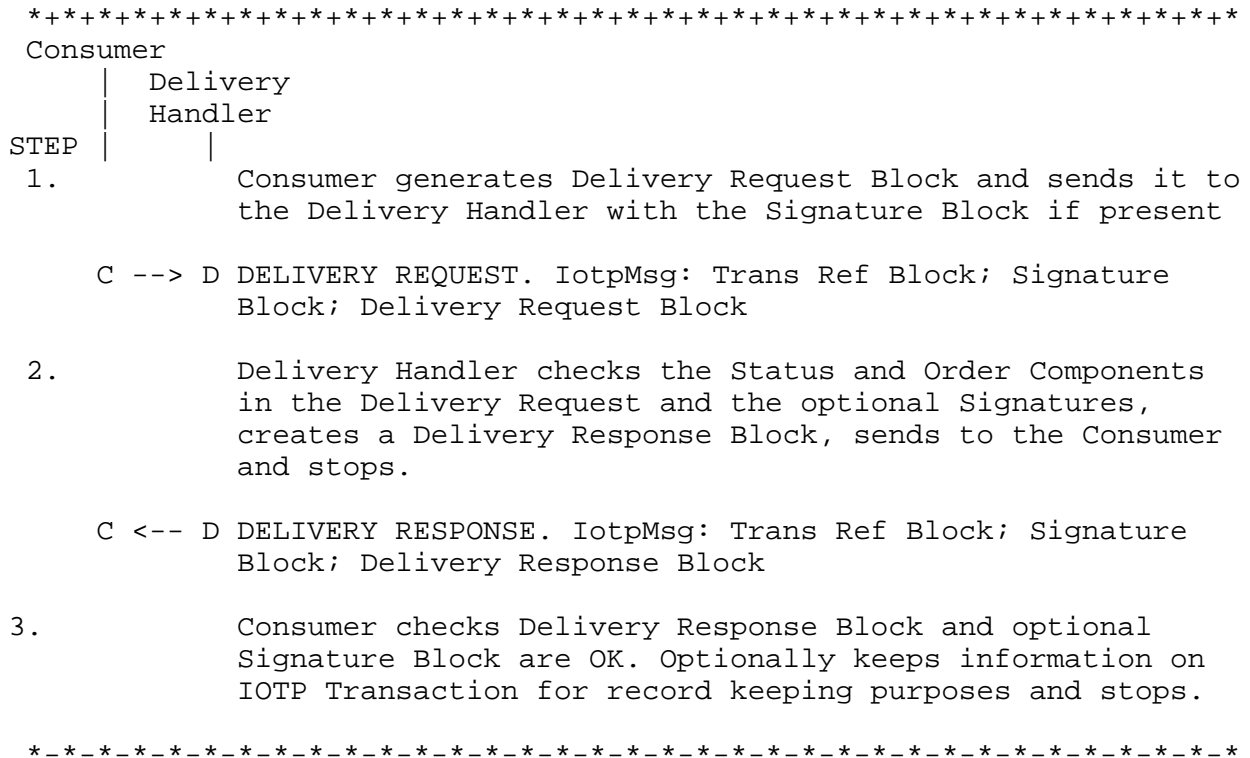 *+*+*+*+*+*+*+*+*+*+*+*+*+*+*+*+*+*+*+*+*+*+*+*+*+*+*+*+*+*+*+*+*+*+*
Consumer
| Delivery
| Handler
STEP | |
1. Consumer generates Delivery Request Block and sends it to
the Delivery Handler with the Signature Block if present
C --> D DELIVERY REQUEST. IotpMsg: Trans Ref Block; Signature
Block; Delivery Request Block
2. Delivery Handler checks the Status and Order Components
in the Delivery Request and the optional Signatures,
creates a Delivery Response Block, sends to the Consumer
and stops.
C <-- D DELIVERY RESPONSE. IotpMsg: Trans Ref Block; Signature
Block; Delivery Response Block
3. Consumer checks Delivery Response Block and optional
Signature Block are OK. Optionally keeps information on
IOTP Transaction for record keeping purposes and stops.
*-*-*-*-*-*-*-*-*-*-*-*-*-*-*-*-*-*-*-*-*-*-*-*-*-*-*-*-*-*-*-*-*-*-*